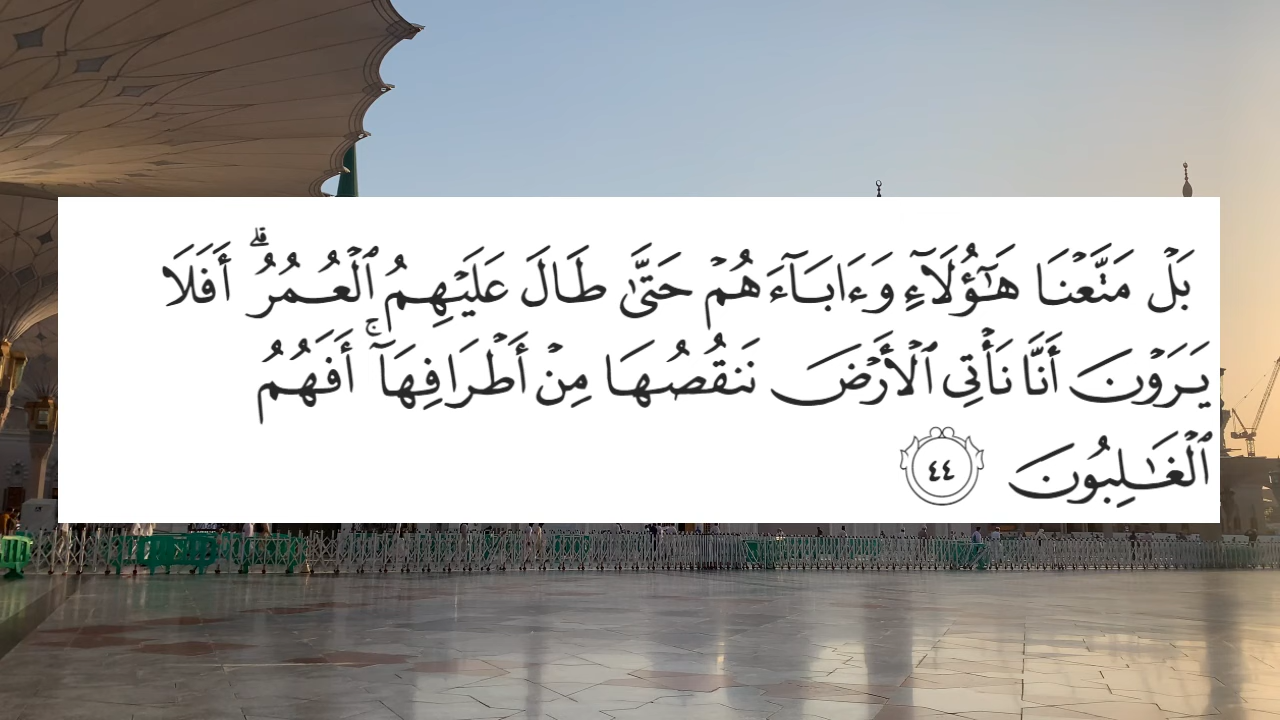 بَلۡ مَتَّعۡنَا هَٰٓؤُلَآءِ وَءَابَآءَهُمۡ حَتَّىٰ طَالَ عَلَيۡهِمُ ٱلۡعُمُرُۗ أَفَلَا
يَرَوۡنَ أَنَّا نَأۡتِي ٱلۡأَرۡضَ نَنقُصُهَا مِنۡ أَطۡرَافِهَآۚ أَفَهُمُ
ٱلۡغَٰلِبُونَ ٤٤